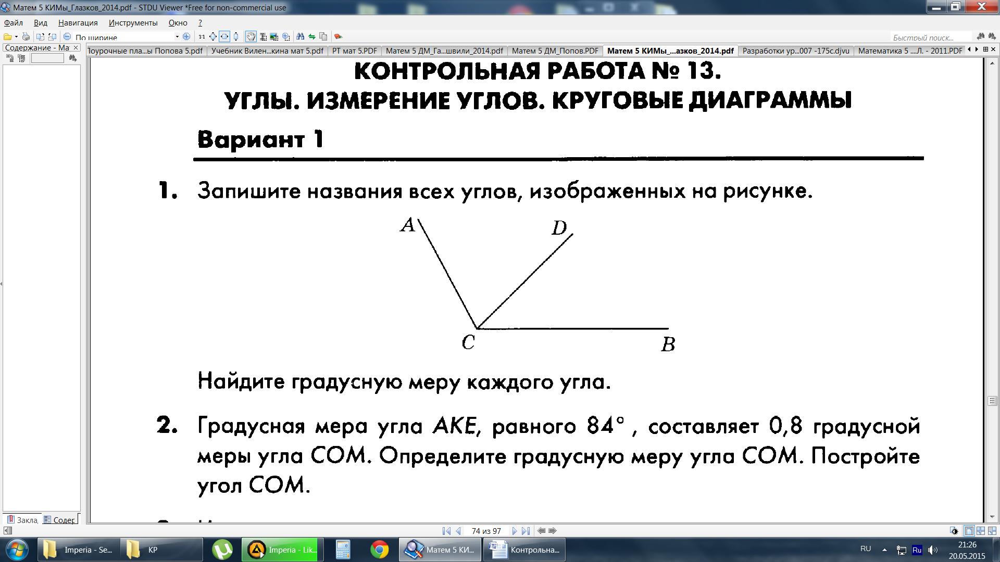 Матем 5 КИМы_Глазков_2014.pdf - STDU Viewer *Free for non-commercial use
Файл Вид Навигация Инструменты Окно ?
1:1
По ширине
Быстрый поиск...
Содержание - Ма
Поурочные пла...ы Попова 5.pdf Учебник Вилен...кина мат 5.pdf РТ мат 5.PDF Матем 5 ДМ_Га...швили_2014.pdf Матем 5 ДМ_Попов.PDF Матем 5 КИМы_...азков_2014.pdf Разработки ур...007 -175c.djvu Математика 5 ....Л. - 2011.PDF
КОНТРОЛЬНАЯ РАБОТА № 13.
УГЛЫ. ИЗМЕРЕНИЕ УГЛОВ. КРУГОВЫЕ ДИАГРАММЫ
Вариант 1
1. Запишите названия всех углов, изображенных на рисунке.
A
D
C
B
Найдите градусную меру каждого угла.
2. Градусная мера угла AKE, равного 84° , составляет 0,8 градусной
меры угла COM. Определите градусную меру угла COM. Постройте
угол COM.
Заклад Содер
74 из 97
Imperia - Se...
KP
Imperia - Lik...
Матем 5 КИ...
Контрольна...
RU
Ru
21:26
20.05.2015